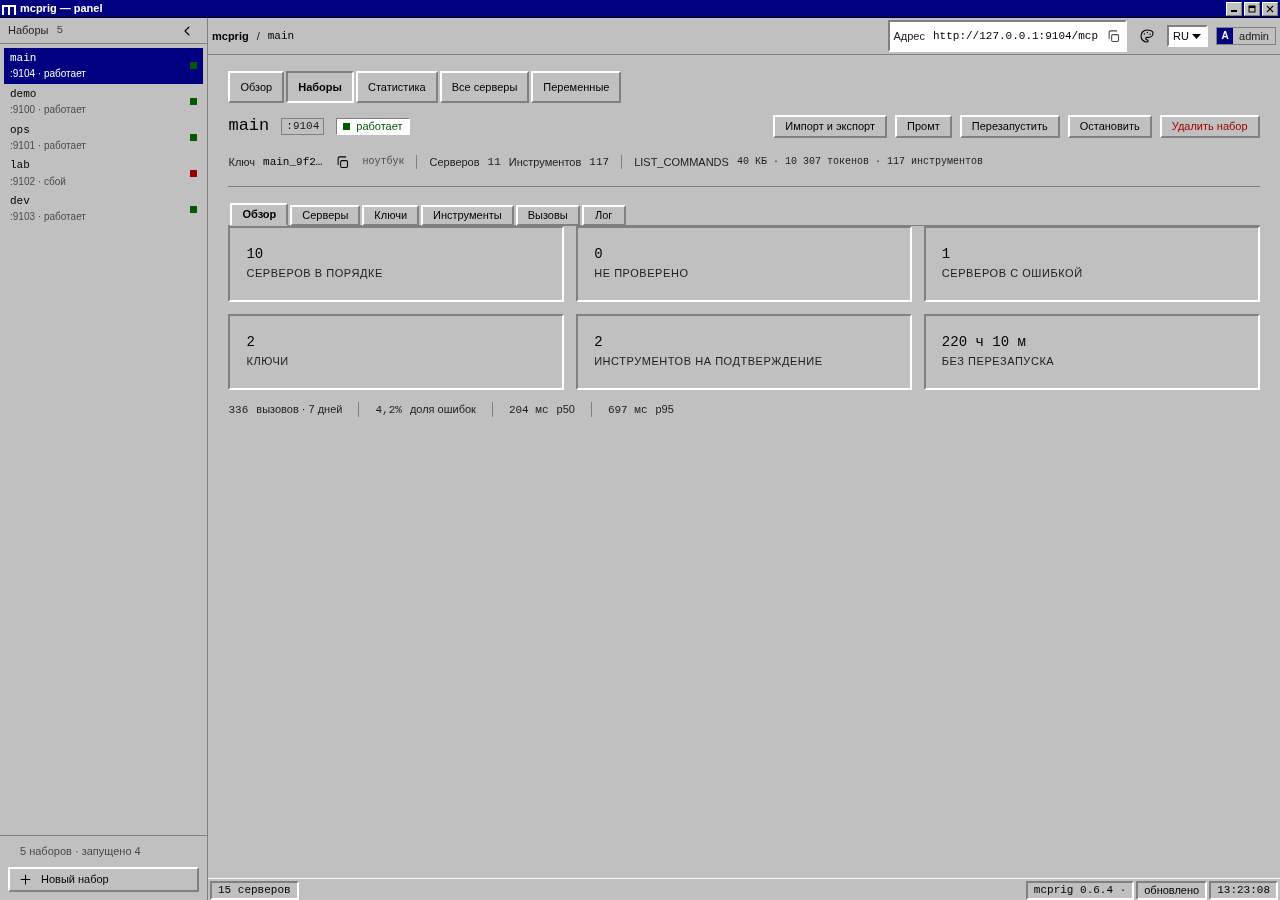 mcprig — panel
Наборы 5
mcprig / main
Адрес http://127.0.0.1:9104/mcp
RU
A admin
main
:9104 · работает
demo
:9100 · работает
ops
:9101 · работает
lab
:9102 · сбой
dev
:9103 · работает
Обзор Наборы Статистика Все серверы Переменные
main :9104 работает
Импорт и экспорт Промт Перезапустить Остановить Удалить набор
Ключ main_9f2… ноутбук Серверов 11 Инструментов 117 LIST_COMMANDS 40 КБ · 10 307 токенов · 117 инструментов
Обзор Серверы Ключи Инструменты Вызовы Лог
10
СЕРВЕРОВ В ПОРЯДКЕ
0
НЕ ПРОВЕРЕНО
1
СЕРВЕРОВ С ОШИБКОЙ
2
КЛЮЧИ
2
ИНСТРУМЕНТОВ НА ПОДТВЕРЖДЕНИЕ
220 ч 10 м
БЕЗ ПЕРЕЗАПУСКА
336 вызовов · 7 дней 4,2% доля ошибок 204 мс p50 697 мс p95
5 наборов · запущено 4
Новый набор
15 серверов
mcprig 0.6.4 ·
обновлено
13:23:08